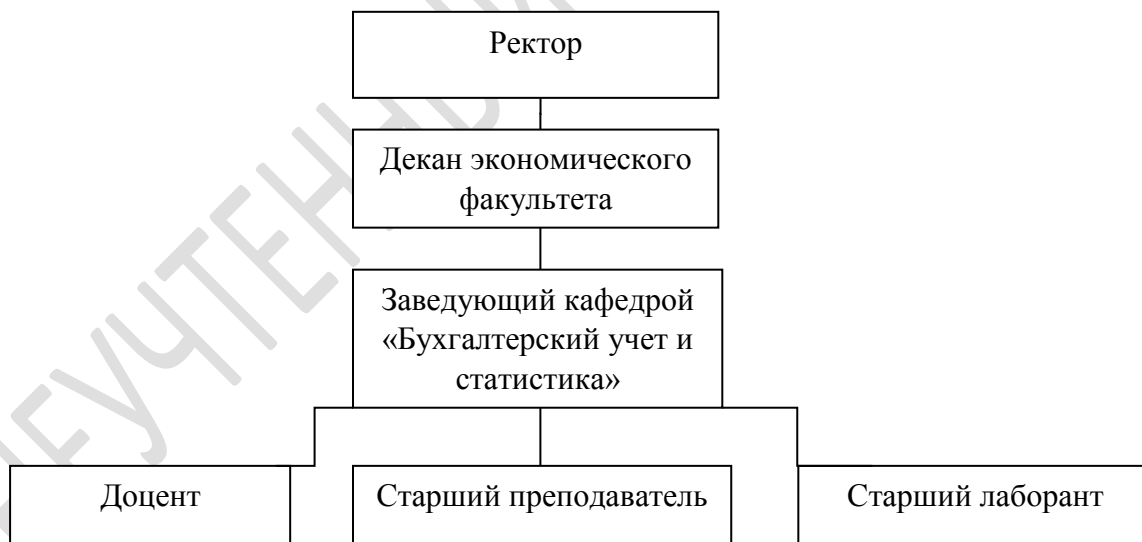 Ректор
Декан экономического
факультета
Заведующий кафедрой
«Бухгалтерский учет и
статистика»
Доцент
Старший преподаватель
Старший лаборант